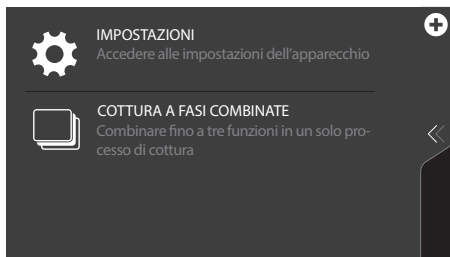 IMPOSTAZIONI
Accedere alle impostazioni dell'apparecchio
COTTURA A FASI COMBINATE
Combinare fino a tre funzioni in un solo pro-
cesso di cottura